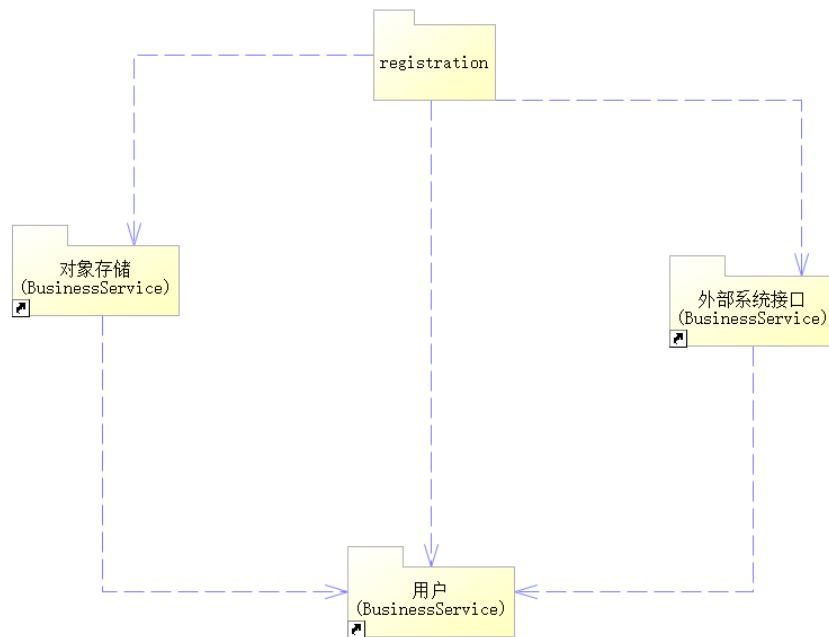 registration
对象存储
(BusinessService)
外部系统接口
(BusinessService)
用户
(BusinessService)